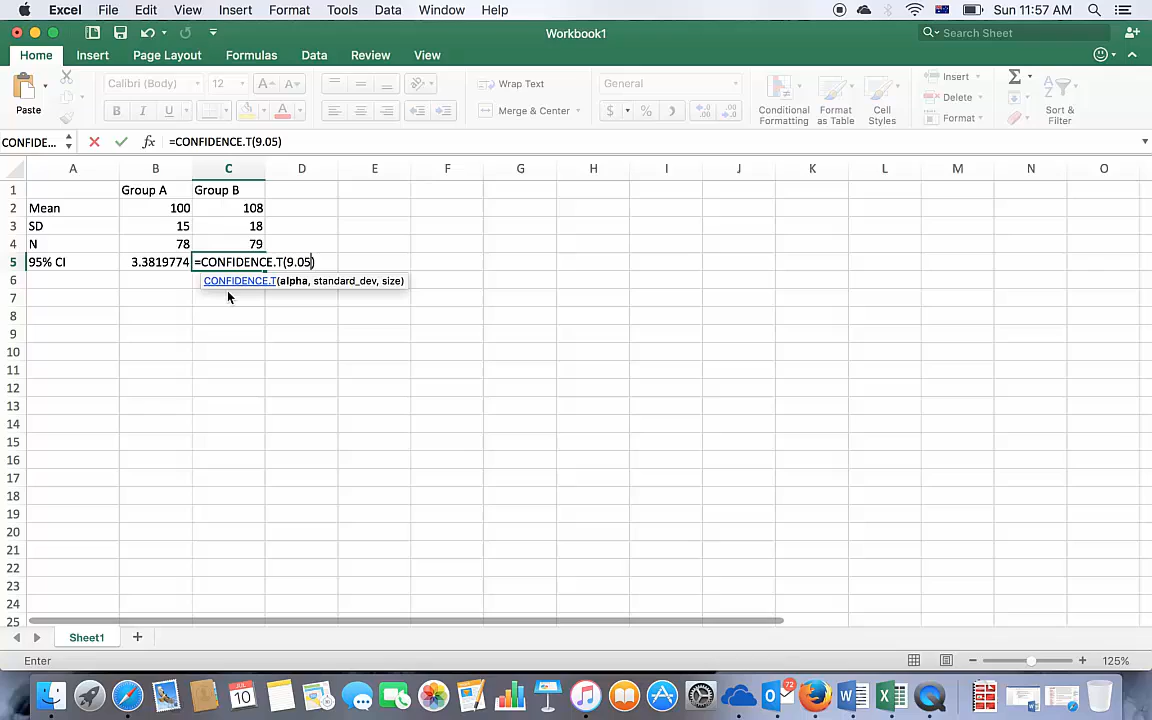 Excel File Edit View Insert Format Tools Data Window Help Sun 11:57 AM
Workbook1
Search Sheet
Home Insert Page Layout Formulas Data Review View
Paste
Calibri (Body) 12
A A
B I U A
Wrap Text
Merge & Center
General
$ %
Conditional Formatting
Format as Table
Cell Styles
Insert
Delete
Format
Sort & Filter
CONFIDE... fx =CONFIDENCE.T(9.05)
A B C D E F G H I J K L M N O
1 Group A Group B
2 Mean 100 108
3 SD 15 18
4 N 78 79
5 95% CI 3.3819774 =CONFIDENCE.T(9.05)
6 CONFIDENCE.T(alpha, standard_dev, size)
7
8
9
10
11
12
13
14
15
16
17
18
19
20
21
22
23
24
25
Sheet1 +
Enter 125%
72
10